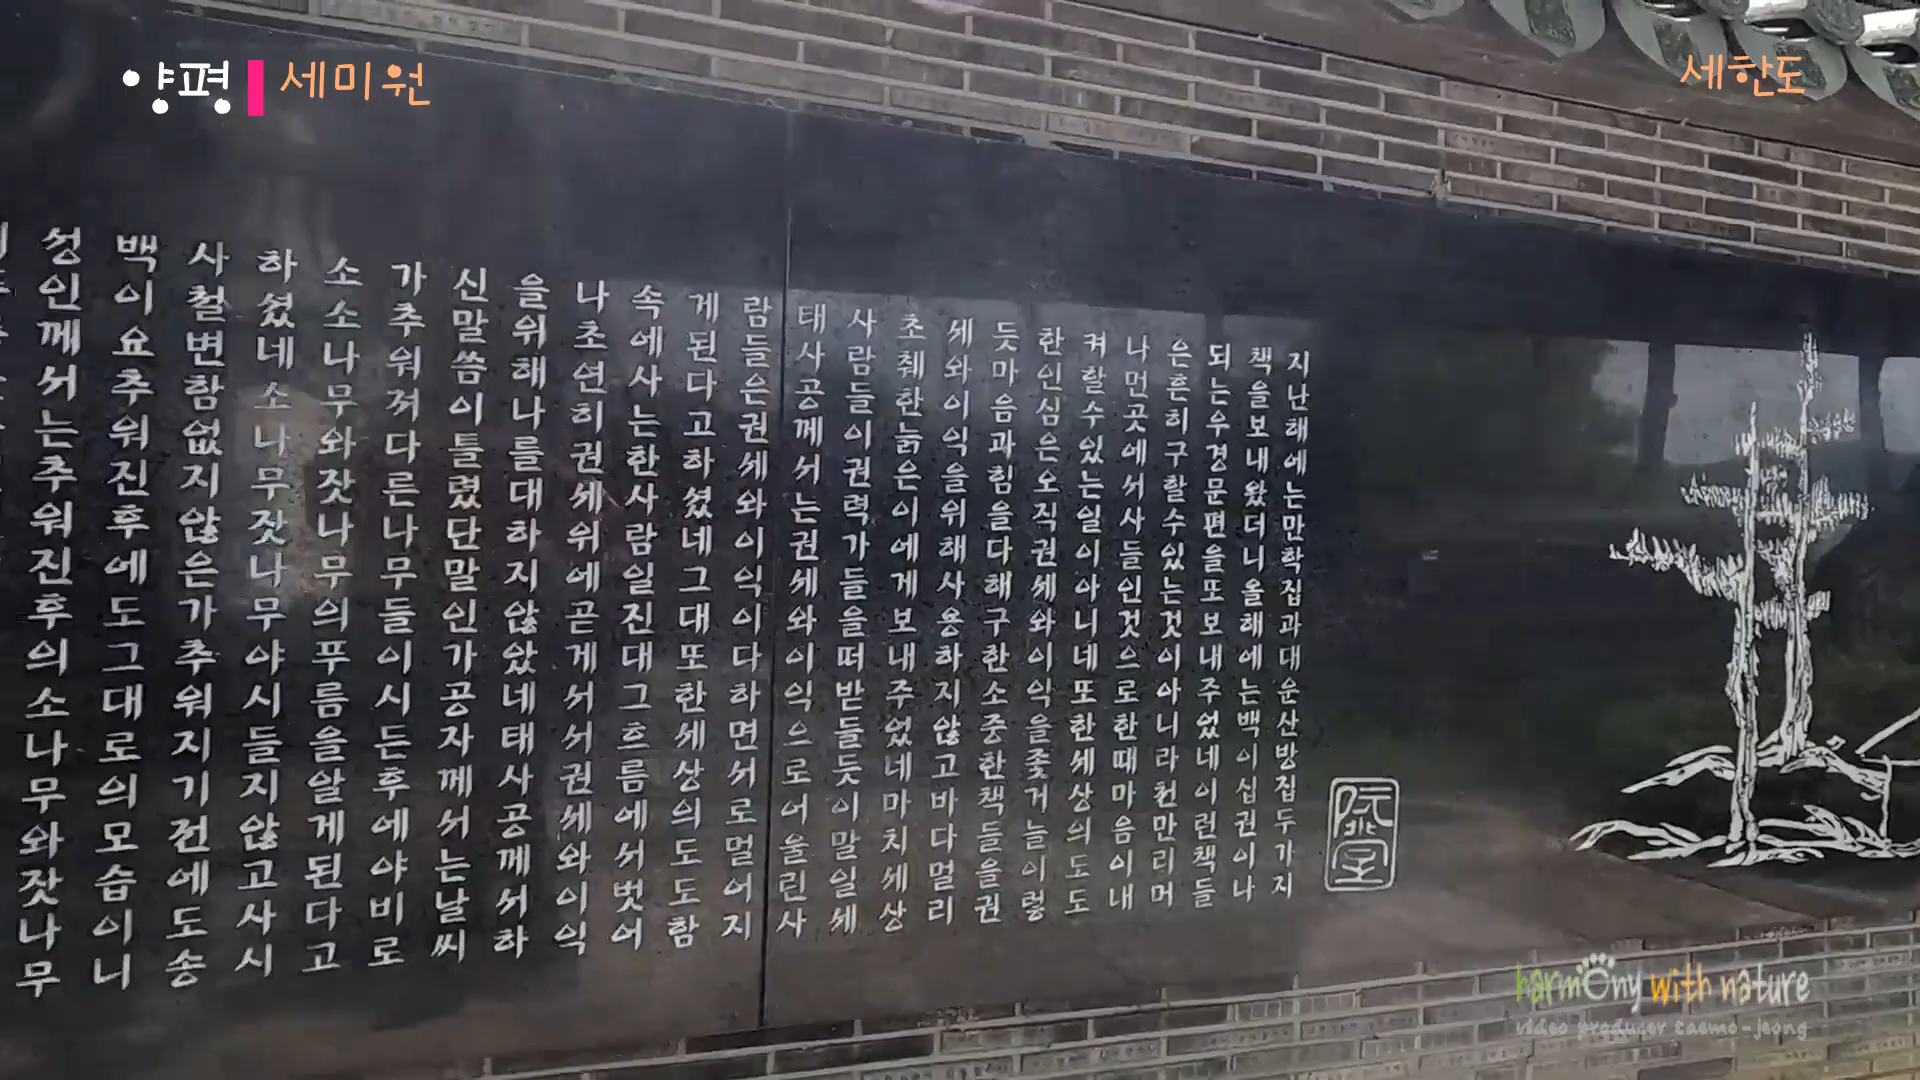 양평 세미원
세한도
지난해에는만학집과대운산방집두가지
책을보내왔더니올해에는백이십권이나
되는우경문편을또보내주었네이런책들
은흔히구할수있는것이아니라천만리머
나먼곳에서사들인것으로한때마음이내
켜할수있는일이아니네또한세상의도도
한인심은오직권세와이익을좇거늘이렇
듯마음과힘을다해구한소중한책들을권
세와이익을위해사용하지않고바다멀리
초췌한늙은이에게보내주었네마치세상
사람들이권력가들을떠받들듯이말일세
태사공께서는권세와이익으로어울린사
람들은권세와이익이다하면서로멀어지
게된다고하셨네그대또한세상의도도함
속에사는한사람일진대그흐름에서벗어
나초연히권세위에곧게서서권세와이익
을위해나를대하지않았네태사공께서하
신말씀이틀렸단말인가공자께서는날씨
가추워져다른나무들이시든후에야비로
소소나무와잣나무의푸름을알게된다고
하셨네소나무잣나무야시들지않고사시
사철변함없지않은가추워지기전에도송
백이요추워진후에도그대로의모습이니
성인께서는추워진후의소나무와잣나무
harmony with nature
video producer taemo-jeong